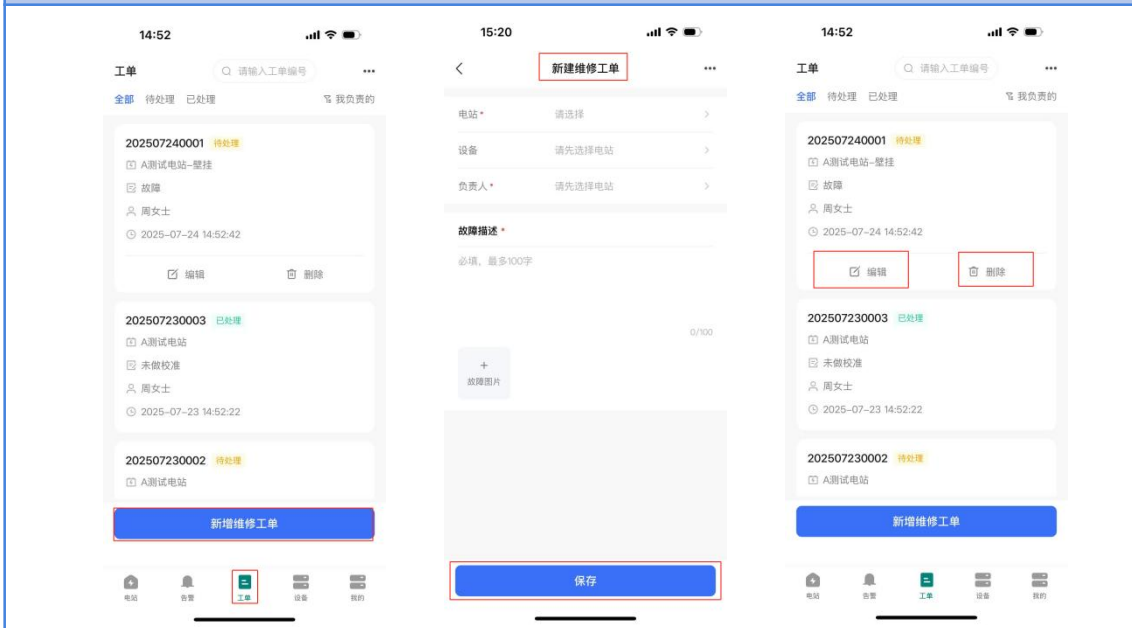 14:52
工单
请输入工单编号
全部 待处理 已处理 我负责的
202507240001 待处理
A测试电站-壁挂
故障
周女士
2025-07-24 14:52:42
编辑 删除
202507230003 已处理
A测试电站
未做校准
周女士
2025-07-23 14:52:22
202507230002 待处理
A测试电站
新增维修工单
电站 告警 工单 设备 我的
15:20
新建维修工单
电站* 请选择
设备 请先选择电站
负责人* 请先选择电站
故障描述*
必填，最多100字
0/100
+
故障图片
保存
14:52
工单
请输入工单编号
全部 待处理 已处理 我负责的
202507240001 待处理
A测试电站-壁挂
故障
周女士
2025-07-24 14:52:42
编辑 删除
202507230003 已处理
A测试电站
未做校准
周女士
2025-07-23 14:52:22
202507230002 待处理
A测试电站
新增维修工单
电站 告警 工单 设备 我的